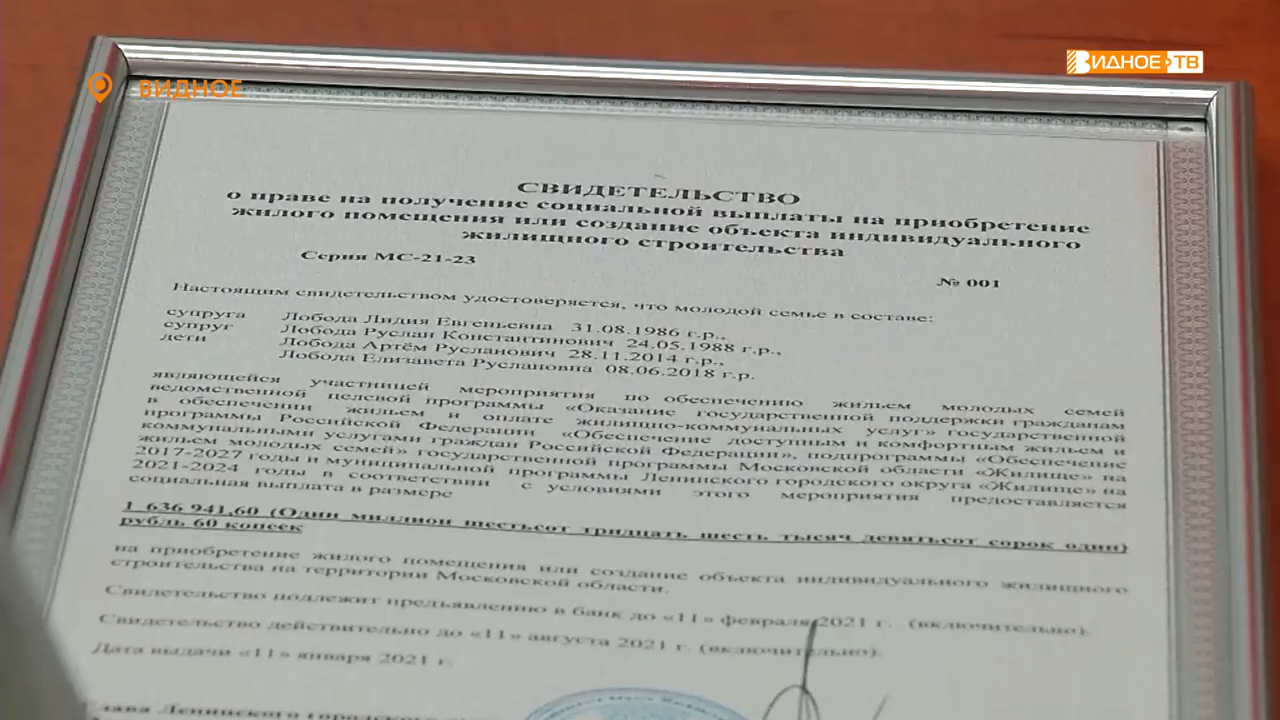 ВИДНОЕ
ВИДНОЕ ТВ
СВИДЕТЕЛЬСТВО
о праве на получение социальной выплаты на приобретение
жилого помещения или создание объекта индивидуального
жилищного строительства
Серия МС-21-23
№ 001
Настоящим свидетельством удостоверяется, что молодой семье в составе:
супруга Лобода Лидия Евгеньевна 31.08.1986 г.р.,
супруг Лобода Руслан Константинович 24.05.1988 г.р.,
дети Лобода Артём Русланович 28.11.2014 г.р.,
Лобода Елизавета Руслановна 08.06.2018 г.р.
являющейся участницей мероприятия по обеспечению жильем молодых семей
ведомственной целевой программы «Оказание государственной поддержки гражданам
в обеспечении жильем и оплате жилищно-коммунальных услуг» государственной
программы Российской Федерации «Обеспечение доступным и комфортным жильем и
коммунальными услугами граждан Российской Федерации», подпрограммы «Обеспечение
жильем молодых семей» государственной программы Московской области «Жилище» на
2017-2027 годы и муниципальной программы Ленинского городского округа «Жилище» на
2021-2024 годы в соответствии с условиями этого мероприятия предоставляется
социальная выплата в размере
1 636 941,60 (Один миллион шестьсот тридцать шесть тысяч девятьсот сорок один)
рубль 60 копеек
на приобретение жилого помещения или создание объекта индивидуального жилищного
строительства на территории Московской области.
Свидетельство подлежит предъявлению в банк до «11» февраля 2021 г. (включительно).
Свидетельство действительно до «11» августа 2021 г. (включительно).
Дата выдачи «11» января 2021 г.
Ленинского городского